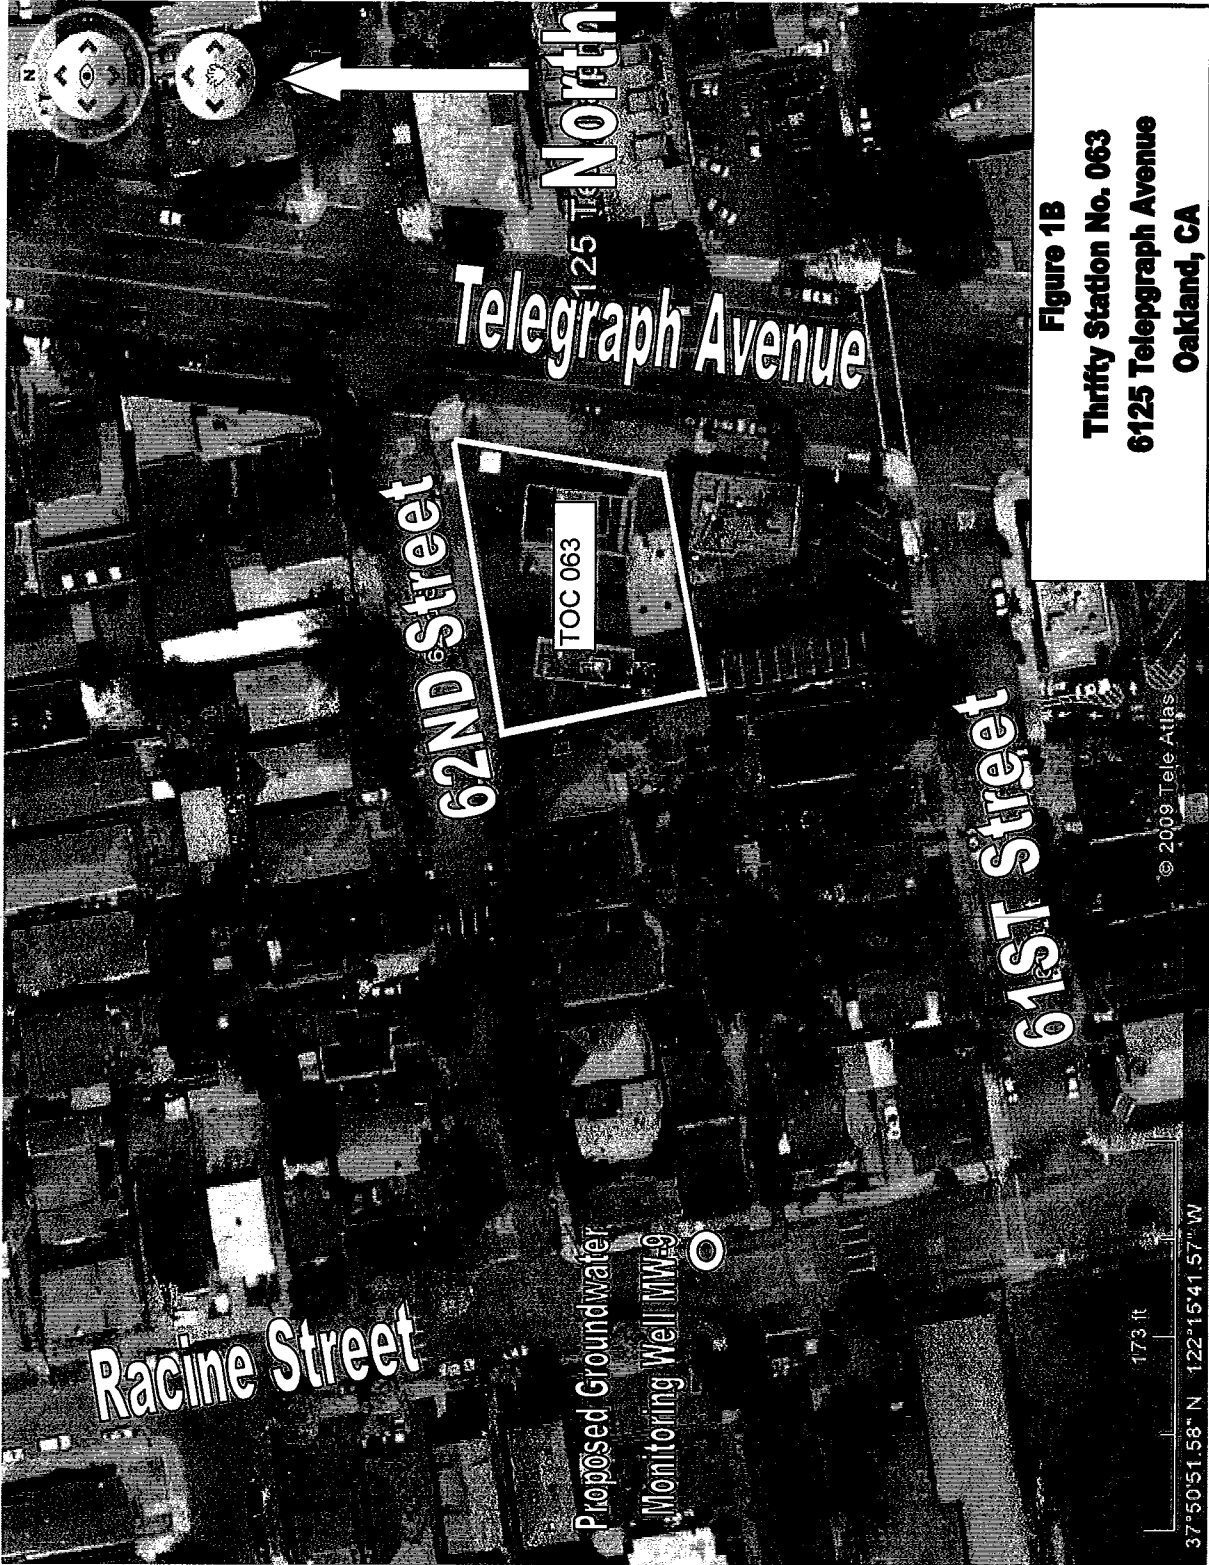 N
Racine Street
62ND Street
Telegraph Avenue
North
125 T
TOC 063
Proposed Groundwater
Monitoring Well MW-9
61ST Street
Figure 1B
Thrifty Station No. 063
6125 Telepgraph Avenue
Oakland, CA
173 ft
© 2009 Tele Atlas
37°50'51.58" N 122°15'41.57" W